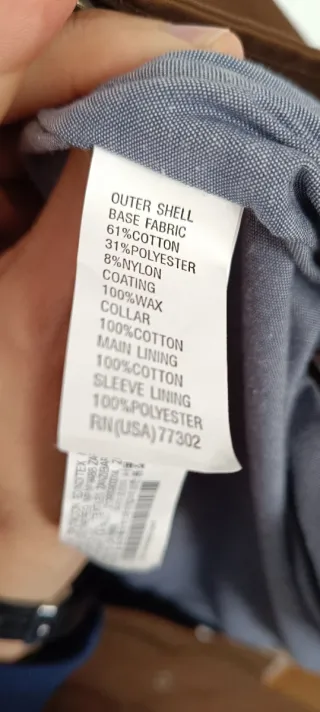 OUTER SHELL
BASE FABRIC
61%COTTON
31%POLYESTER
8%NYLON
COATING
100%WAX
COLLAR
100%COTTON
MAIN LINING
100%COTTON
SLEEVE LINING
100%POLYESTER
RN(USA)77302